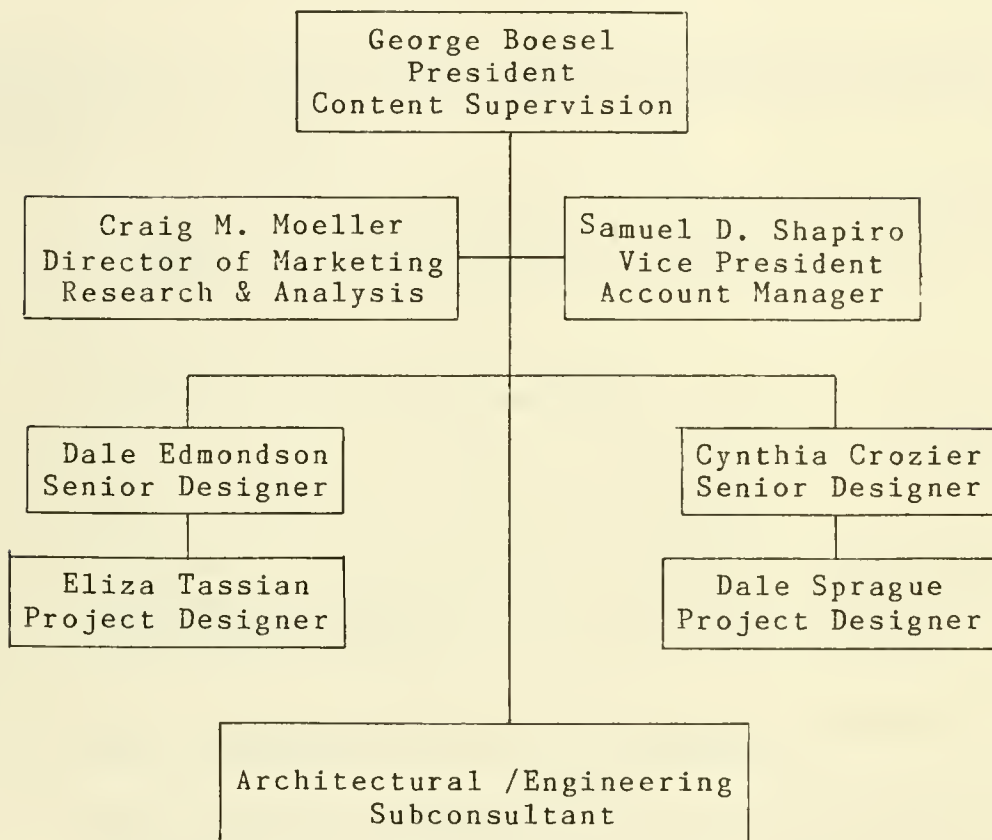 George Boesel
President
Content Supervision
Craig M. Moeller
Director of Marketing
Research & Analysis
Samuel D. Shapiro
Vice President
Account Manager
Dale Edmondson
Senior Designer
Cynthia Crozier
Senior Designer
Eliza Tassian
Project Designer
Dale Sprague
Project Designer
Architectural /Engineering
Subconsultant